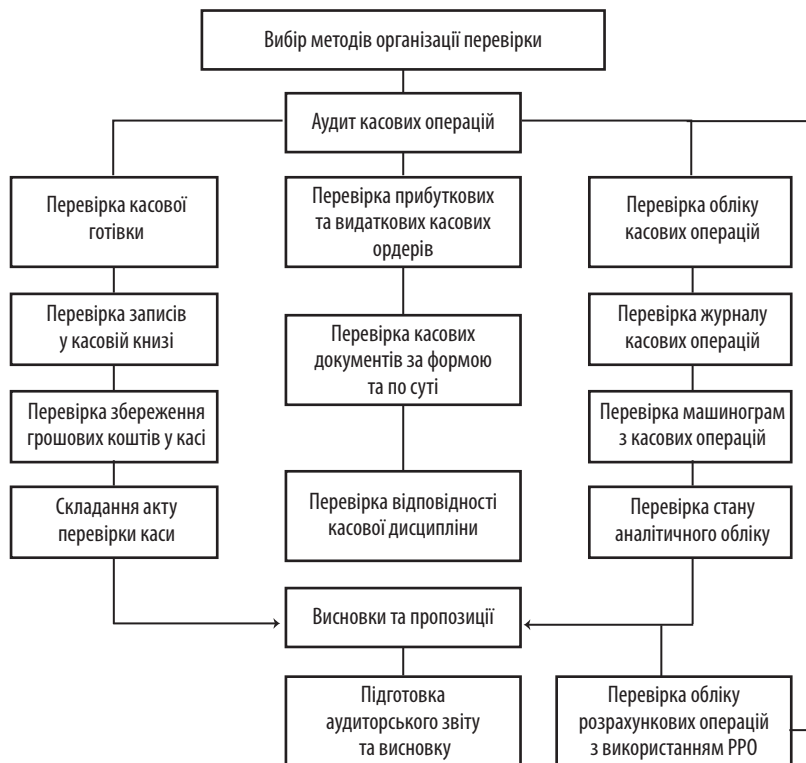 Вибір методів організації перевірки
Аудит касових операцій
Перевірка касової
готівки
Перевірка прибуткових
та видаткових касових
ордерів
Перевірка обліку
касових операцій
Перевірка записів
у касовій книзі
Перевірка касових
документів за формою
та по суті
Перевірка журналу
касових операцій
Перевірка збереження
грошових коштів у касі
Перевірка машинограм
з касових операцій
Складання акту
перевірки каси
Перевірка відповідності
касової дисципліни
Перевірка стану
аналітичного обліку
Висновки та пропозиції
Підготовка
аудиторського звіту
та висновку
Перевірка обліку
розрахункових операцій
з використанням РРО